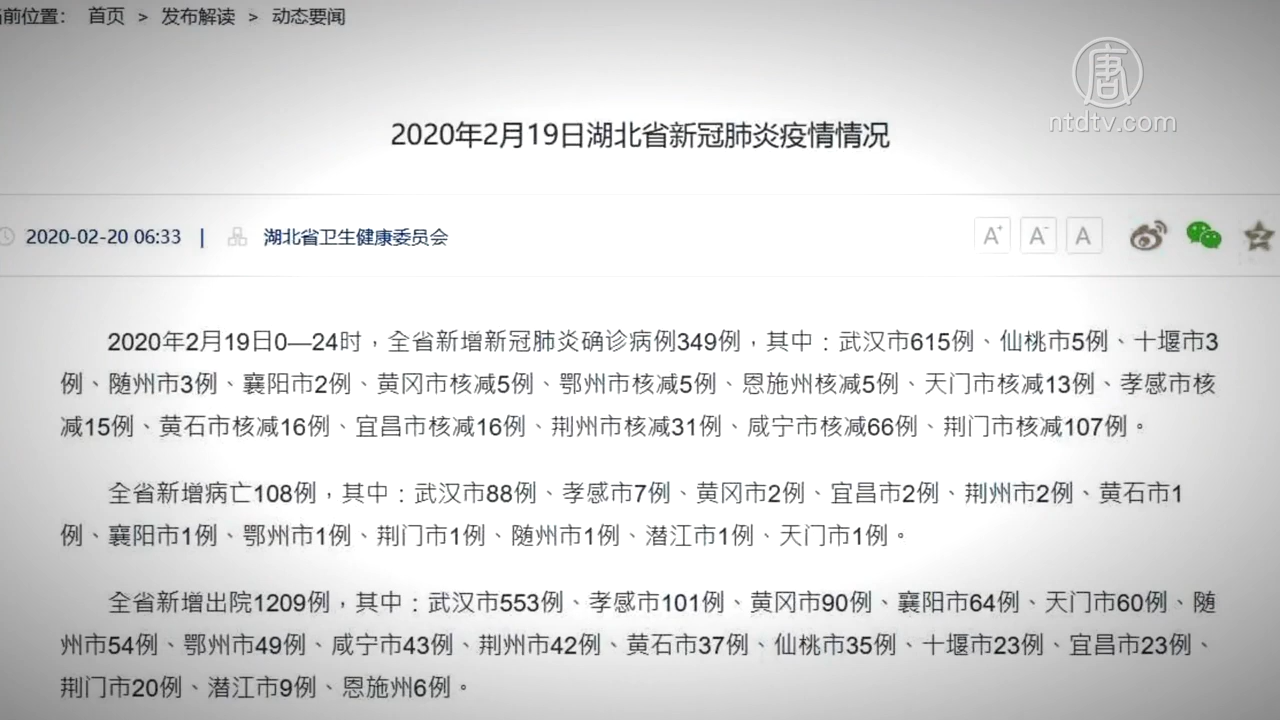 前位置： 首页 > 发布解读 > 动态要闻
唐
ntdtv.com
2020年2月19日湖北省新冠肺炎疫情情况
2020-02-20 06:33 | 湖北省卫生健康委员会 A+ A- A
2020年2月19日0—24时，全省新增新冠肺炎确诊病例349例，其中：武汉市615例、仙桃市5例、十堰市3
例、随州市3例、襄阳市2例、黄冈市核减5例、鄂州市核减5例、恩施州核减5例、天门市核减13例、孝感市核
减15例、黄石市核减16例、宜昌市核减16例、荆州市核减31例、咸宁市核减66例、荆门市核减107例。
全省新增病亡108例，其中：武汉市88例、孝感市7例、黄冈市2例、宜昌市2例、荆州市2例、黄石市1
例、襄阳市1例、鄂州市1例、荆门市1例、随州市1例、潜江市1例、天门市1例。
全省新增出院1209例，其中：武汉市553例、孝感市101例、黄冈市90例、襄阳市64例、天门市60例、随
州市54例、鄂州市49例、咸宁市43例、荆州市42例、黄石市37例、仙桃市35例、十堰市23例、宜昌市23例、
荆门市20例、潜江市9例、恩施州6例。